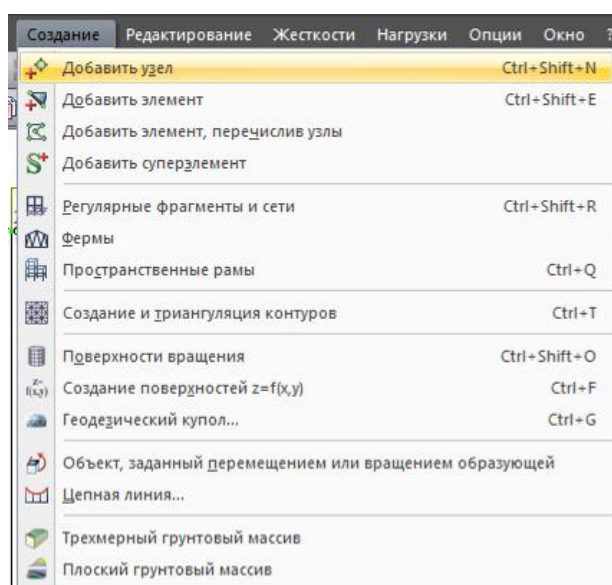 Создание Редактирование Жесткости Нагрузки Опции Окно ?
Добавить узел Ctrl+Shift+N
Добавить элемент Ctrl+Shift+E
Добавить элемент, перечислив узлы
Добавить суперэлемент
Регулярные фрагменты и сети Ctrl+Shift+R
Фермы
Пространственные рамы Ctrl+Q
Создание и триангуляция контуров Ctrl+T
Поверхности вращения Ctrl+Shift+O
Создание поверхностей z=f(x,y) Ctrl+F
Геодезический купол... Ctrl+G
Объект, заданный перемещением или вращением образующей
Цепная линия...
Трехмерный грунтовый массив
Плоский грунтовый массив